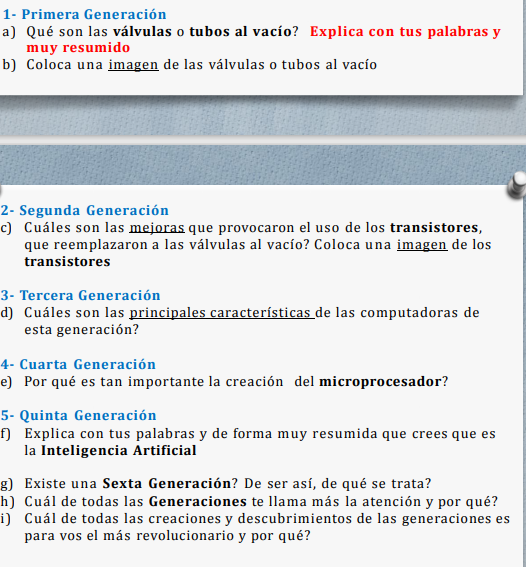 1- Primera Generación
a) Qué son las válvulas o tubos al vacío? Explica con tus palabras y
muy resumido
b) Coloca una imagen de las válvulas o tubos al vacío
2- Segunda Generación
c) Cuáles son las mejoras que provocaron el uso de los transistores,
que reemplazaron a las válvulas al vacío? Coloca una imagen de los
transistores
3- Tercera Generación
d) Cuáles son las principales características de las computadoras de
esta generación?
4- Cuarta Generación
e) Por qué es tan importante la creación del microprocesador?
5- Quinta Generación
f) Explica con tus palabras y de forma muy resumida que crees que es
la Inteligencia Artificial
g) Existe una Sexta Generación? De ser así, de qué se trata?
h) Cuál de todas las Generaciones te llama más la atención y por qué?
i) Cuál de todas las creaciones y descubrimientos de las generaciones es
para vos el más revolucionario y por qué?